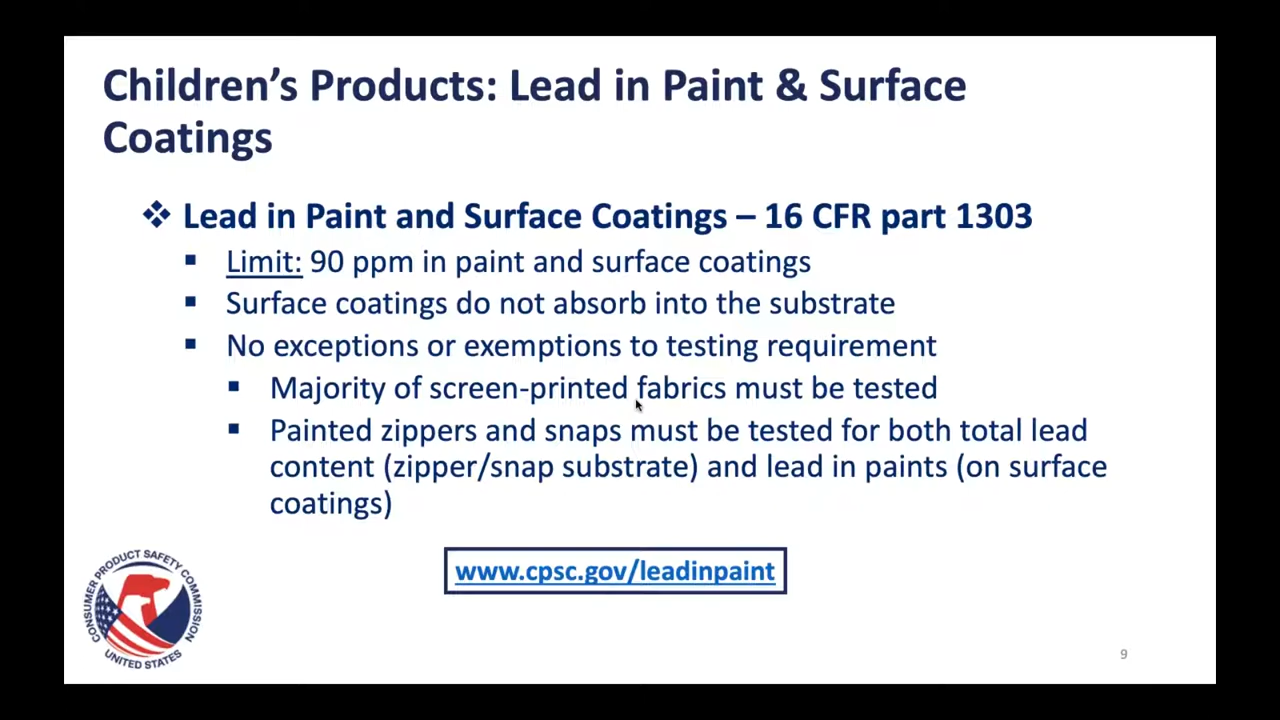 Children's Products: Lead in Paint & Surface
Coatings
❖ Lead in Paint and Surface Coatings – 16 CFR part 1303
▪ Limit: 90 ppm in paint and surface coatings
▪ Surface coatings do not absorb into the substrate
▪ No exceptions or exemptions to testing requirement
▪ Majority of screen-printed fabrics must be tested
▪ Painted zippers and snaps must be tested for both total lead
content (zipper/snap substrate) and lead in paints (on surface
coatings)
www.cpsc.gov/leadinpaint
CONSUMER PRODUCT SAFETY COMMISSION
UNITED STATES
9